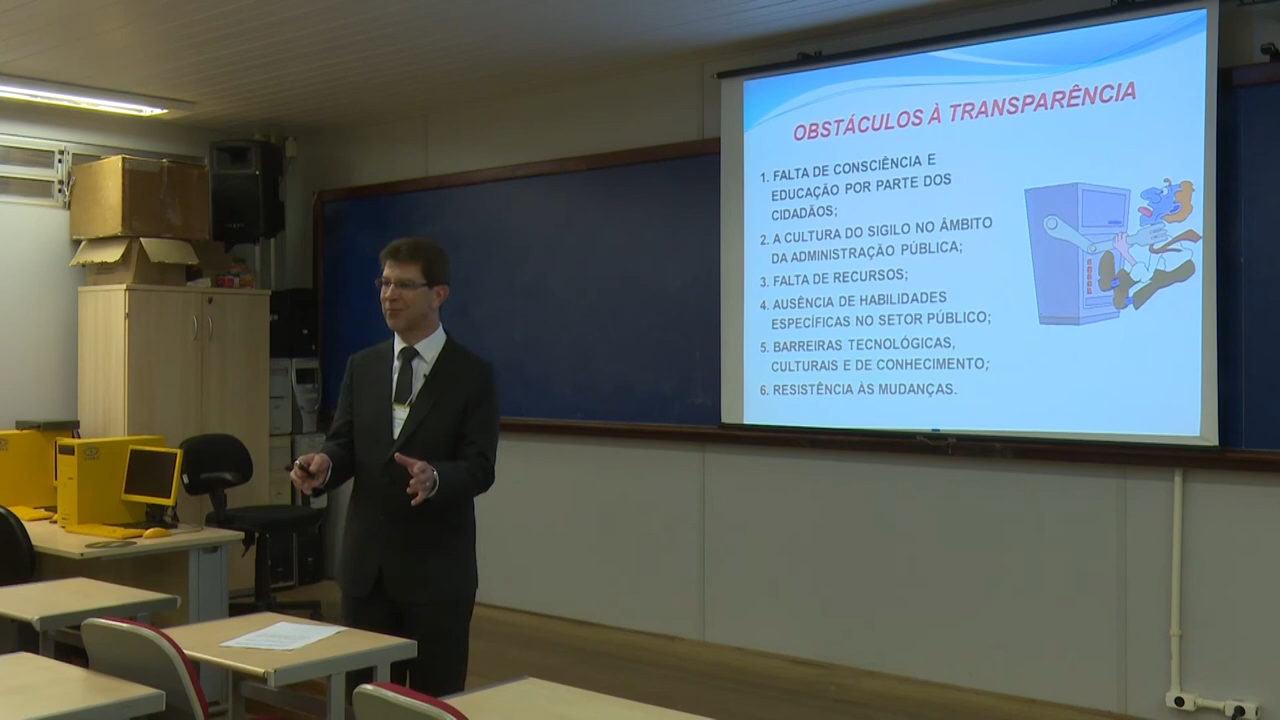 OBSTÁCULOS À TRANSPARÊNCIA
1. FALTA DE CONSCIÊNCIA E
EDUCAÇÃO POR PARTE DOS
CIDADÃOS;
2. A CULTURA DO SIGILO NO ÂMBITO
DA ADMINISTRAÇÃO PÚBLICA;
3. FALTA DE RECURSOS;
4. AUSÊNCIA DE HABILIDADES
ESPECÍFICAS NO SETOR PÚBLICO;
5. BARREIRAS TECNOLÓGICAS,
CULTURAIS E DE CONHECIMENTO;
6. RESISTÊNCIA ÀS MUDANÇAS.